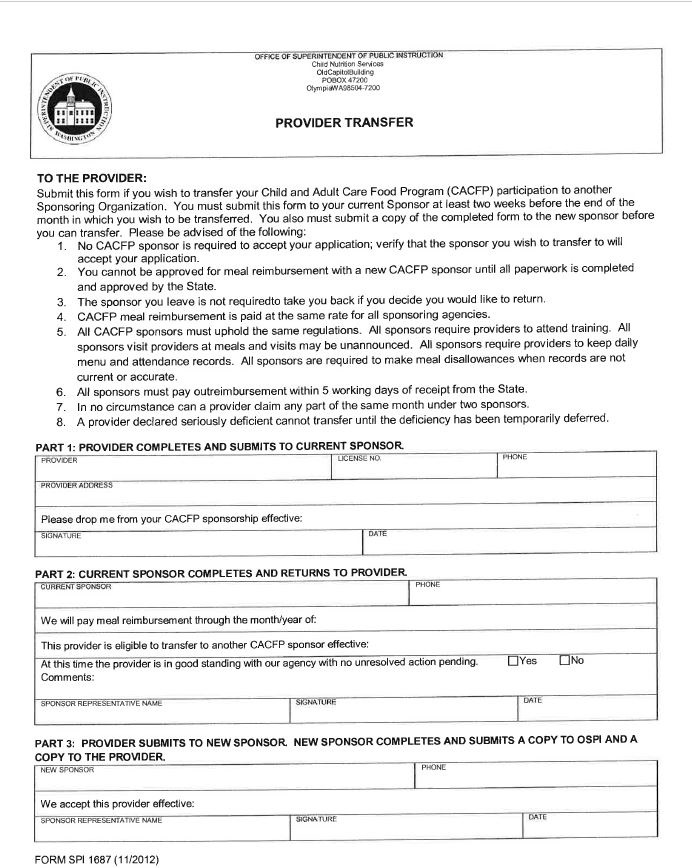 OFFICE OF SUPERINTENDENT OF PUBLIC INSTRUCTION
Child Nutrition Services
OldCapitolBuilding
POBOX 47200
OlympiaWA98504-7200
SUPERINTENDENT OF PUBLIC INSTRUCTION
WASHINGTON
PROVIDER TRANSFER
TO THE PROVIDER:
Submit this form if you wish to transfer your Child and Adult Care Food Program (CACFP) participation to another
Sponsoring Organization. You must submit this form to your current Sponsor at least two weeks before the end of the
month in which you wish to be transferred. You also must submit a copy of the completed form to the new sponsor before
you can transfer. Please be advised of the following:
1. No CACFP sponsor is required to accept your application; verify that the sponsor you wish to transfer to will
accept your application.
2. You cannot be approved for meal reimbursement with a new CACFP sponsor until all paperwork is completed
and approved by the State.
3. The sponsor you leave is not requiredto take you back if you decide you would like to return.
4. CACFP meal reimbursement is paid at the same rate for all sponsoring agencies.
5. All CACFP sponsors must uphold the same regulations. All sponsors require providers to attend training. All
sponsors visit providers at meals and visits may be unannounced. All sponsors require providers to keep daily
menu and attendance records. All sponsors are required to make meal disallowances when records are not
current or accurate.
6. All sponsors must pay outreimbursement within 5 working days of receipt from the State.
7. In no circumstance can a provider claim any part of the same month under two sponsors.
8. A provider declared seriously deficient cannot transfer until the deficiency has been temporarily deferred.
PART 1: PROVIDER COMPLETES AND SUBMITS TO CURRENT SPONSOR.
PROVIDER LICENSE NO. PHONE
PROVIDER ADDRESS
Please drop me from your CACFP sponsorship effective:
SIGNATURE DATE
PART 2: CURRENT SPONSOR COMPLETES AND RETURNS TO PROVIDER.
CURRENT SPONSOR PHONE
We will pay meal reimbursement through the month/year of:
This provider is eligible to transfer to another CACFP sponsor effective:
At this time the provider is in good standing with our agency with no unresolved action pending. Yes No
Comments:
SPONSOR REPRESENTATIVE NAME SIGNATURE DATE
PART 3: PROVIDER SUBMITS TO NEW SPONSOR. NEW SPONSOR COMPLETES AND SUBMITS A COPY TO OSPI AND A
COPY TO THE PROVIDER.
NEW SPONSOR PHONE
We accept this provider effective:
SPONSOR REPRESENTATIVE NAME SIGNATURE DATE
FORM SPI 1687 (11/2012)